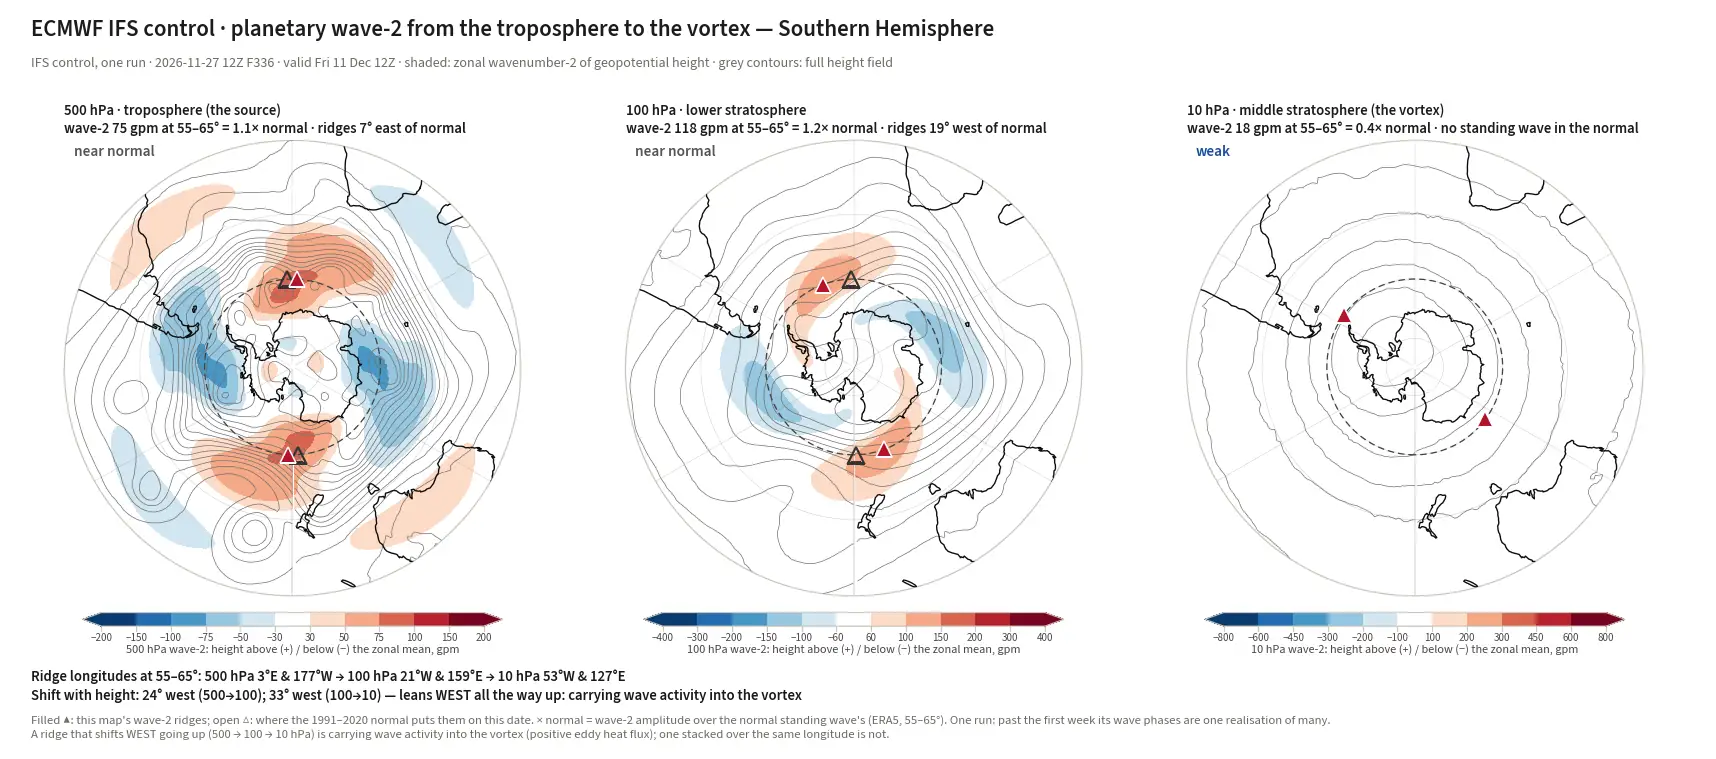 ECMWF IFS control · planetary wave-2 from the troposphere to the vortex — Southern Hemisphere
IFS control, one run · 2026-11-27 12Z F336 · valid Fri 11 Dec 12Z · shaded: zonal wavenumber-2 of geopotential height · grey contours: full height field
500 hPa · troposphere (the source)
wave-2 75 gpm at 55–65° = 1.1× normal · ridges 7° east of normal
near normal
100 hPa · lower stratosphere
wave-2 118 gpm at 55–65° = 1.2× normal · ridges 19° west of normal
near normal
10 hPa · middle stratosphere (the vortex)
wave-2 18 gpm at 55–65° = 0.4× normal · no standing wave in the normal
weak
−200 −150 −100 −75 −50 −30 30 50 75 100 150 200
500 hPa wave-2: height above (+) / below (−) the zonal mean, gpm
−400 −300 −200 −150 −100 −60 60 100 150 200 300 400
100 hPa wave-2: height above (+) / below (−) the zonal mean, gpm
−800 −600 −450 −300 −200 −100 100 200 300 450 600 800
10 hPa wave-2: height above (+) / below (−) the zonal mean, gpm
Ridge longitudes at 55–65°: 500 hPa 3°E & 177°W → 100 hPa 21°W & 159°E → 10 hPa 53°W & 127°E
Shift with height: 24° west (500→100); 33° west (100→10) — leans WEST all the way up: carrying wave activity into the vortex
Filled ▲: this map's wave-2 ridges; open △: where the 1991–2020 normal puts them on this date. × normal = wave-2 amplitude over the normal standing wave's (ERA5, 55–65°). One run: past the first week its wave phases are one realisation of many.
A ridge that shifts WEST going up (500 → 100 → 10 hPa) is carrying wave activity into the vortex (positive eddy heat flux); one stacked over the same longitude is not.